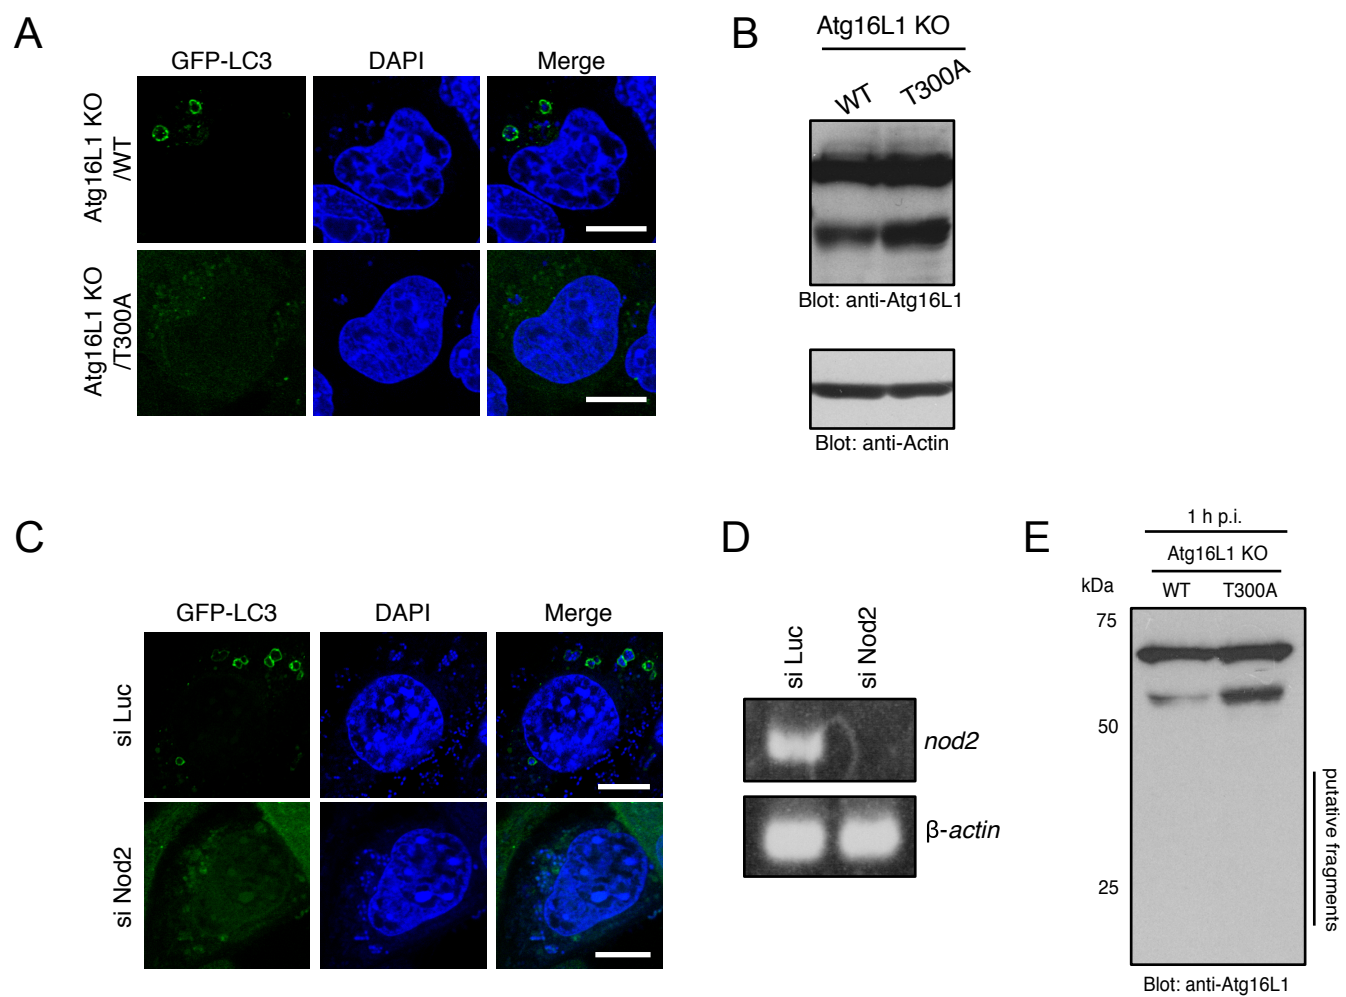 A
GFP-LC3
DAPI
Merge
Atg16L1 KO
/WT
Atg16L1 KO
/T300A
B
Atg16L1 KO
WT
T300A
Blot: anti-Atg16L1
Blot: anti-Actin
C
GFP-LC3
DAPI
Merge
si Luc
si Nod2
D
si Luc
si Nod2
nod2
β-actin
E
1 h p.i.
Atg16L1 KO
kDa
WT
T300A
75
50
25
putative fragments
Blot: anti-Atg16L1